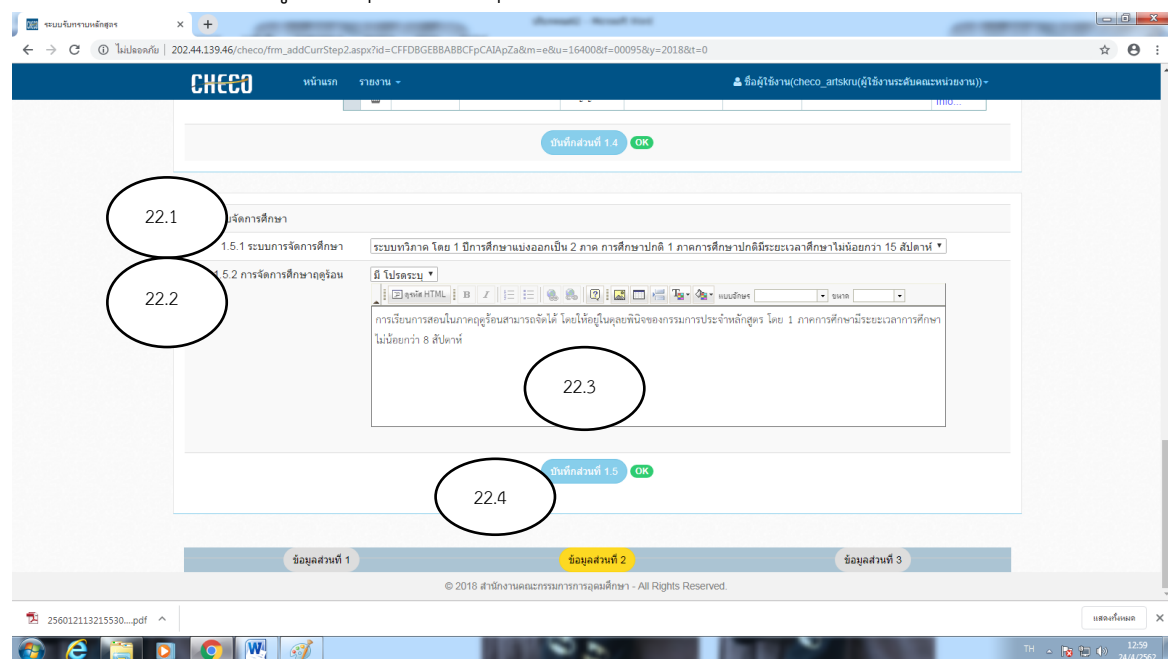 ระบบรับทราบหลักสูตร
ไม่ปลอดภัย | 202.44.139.46/checo/frm_addCurrStep2.aspx?id=CFFDBGEBBABBCFpCAIApZa&m=e&u=16400&f=00095&y=2018&t=0
CHECO หน้าแรก รายงาน ชื่อผู้ใช้งาน(checo_artskru(ผู้ใช้งานระดับคณะหน่วยงาน))
บันทึกส่วนที่ 1.4 OK
22.1
จัดการศึกษา
1.5.1 ระบบการจัดการศึกษา ระบบทวิภาค โดย 1 ปีการศึกษาแบ่งออกเป็น 2 ภาค การศึกษาปกติ 1 ภาคการศึกษาปกติมีระยะเวลาศึกษาไม่น้อยกว่า 15 สัปดาห์
.5.2 การจัดการศึกษาฤดูร้อน มี โปรดระบุ
22.2
ดูรหัส HTML B I แบบอักษร ขนาด
การเรียนการสอนในภาคฤดูร้อนสามารถจัดได้ โดยให้อยู่ในดุลยพินิจของกรรมการประจำหลักสูตร โดย 1 ภาคการศึกษามีระยะเวลาการศึกษา
ไม่น้อยกว่า 8 สัปดาห์
22.3
บันทึกส่วนที่ 1.5 OK
22.4
ข้อมูลส่วนที่ 1 ข้อมูลส่วนที่ 2 ข้อมูลส่วนที่ 3
© 2018 สำนักงานคณะกรรมการการอุดมศึกษา - All Rights Reserved.
256012113215530....pdf แสดงทั้งหมด
TH 12:59
24/4/2562